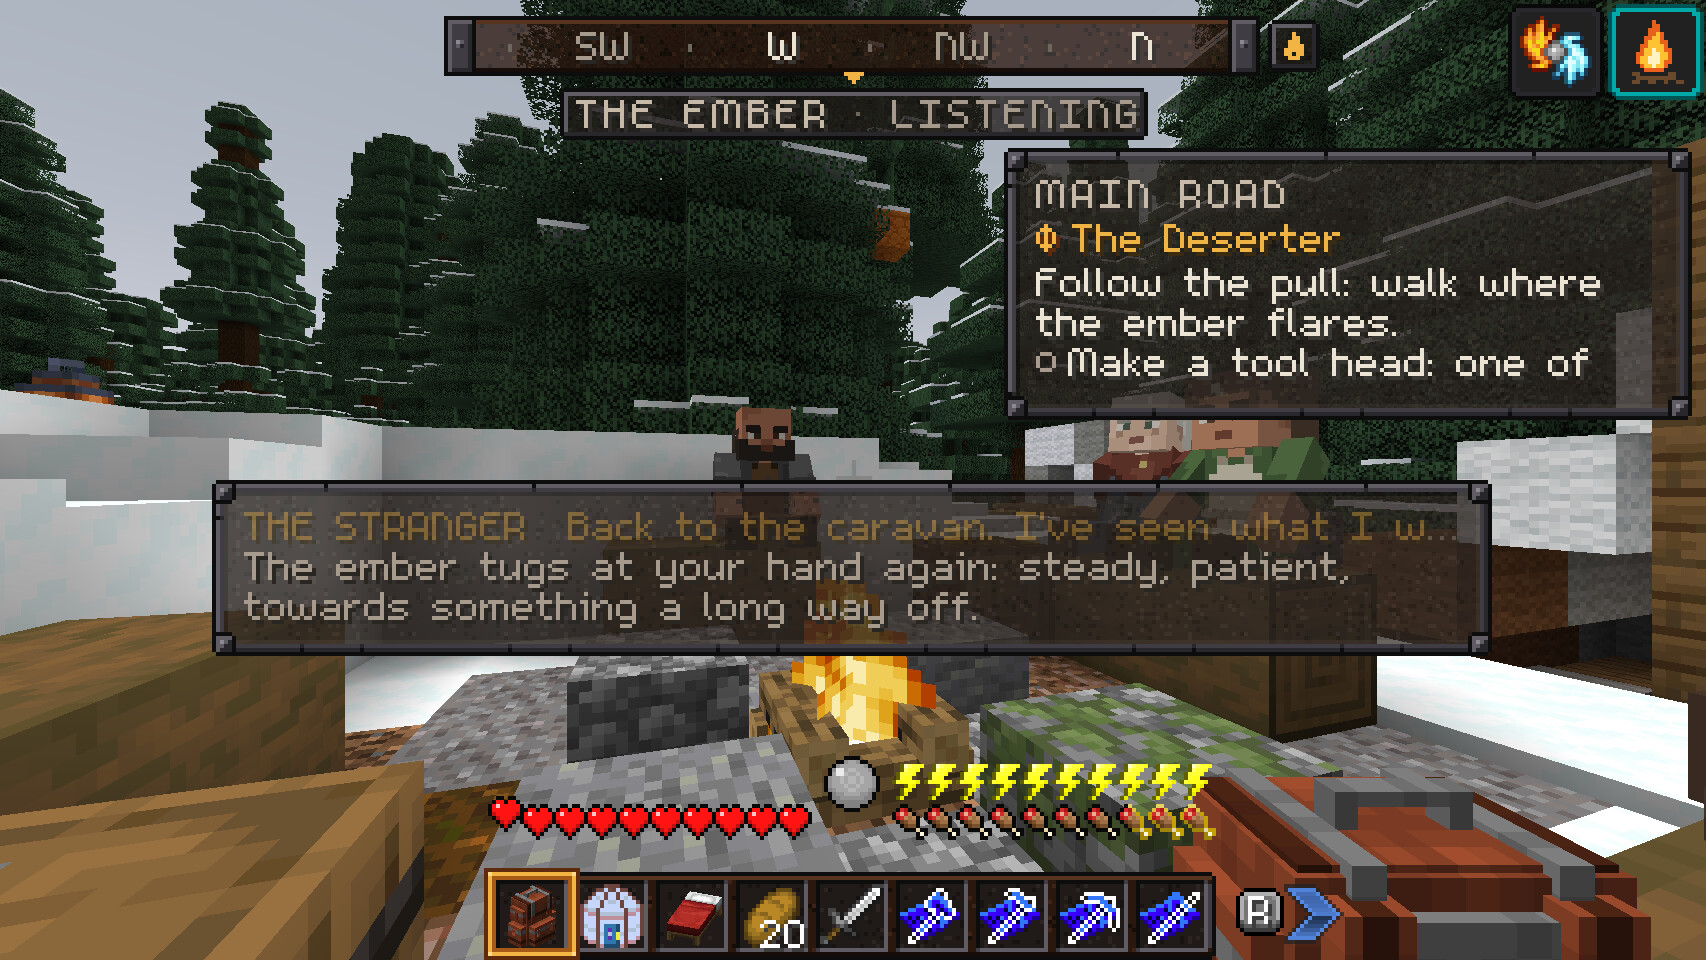 SW · W · NW · N
THE EMBER · LISTENING
MAIN ROAD
The Deserter
Follow the pull: walk where
the ember flares.
Make a tool head: one of
THE STRANGER Back to the caravan. I've seen what I w...
The ember tugs at your hand again: steady, patient,
towards something a long way off.
20
R